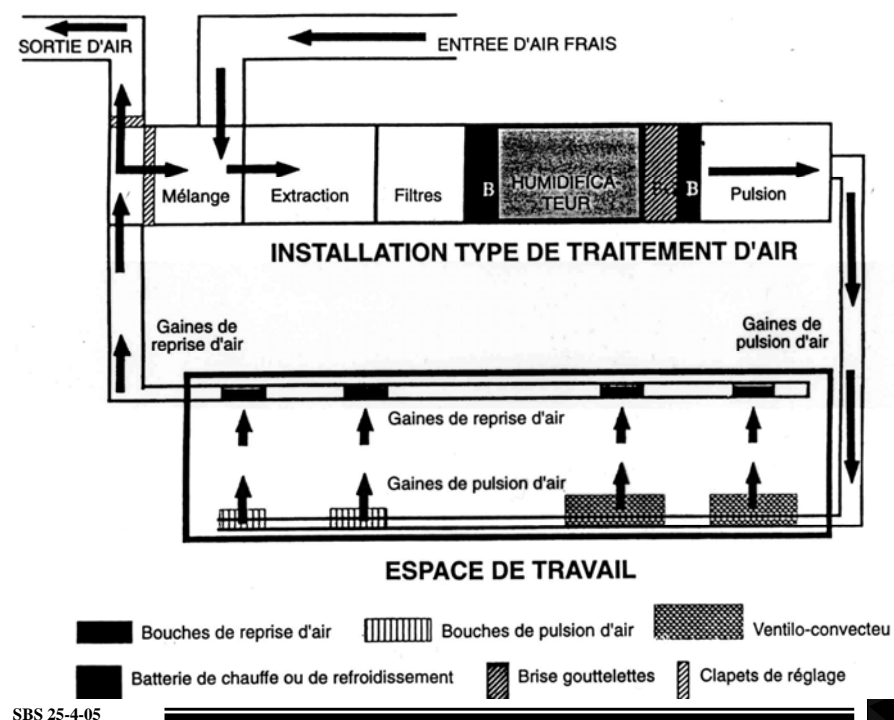 SORTIE D'AIR
ENTREE D'AIR FRAIS
Mélange
Extraction
Filtres
B
HUMIDIFICA-
TEUR
B
Pulsion
INSTALLATION TYPE DE TRAITEMENT D'AIR
Gaines de
reprise d'air
Gaines de
pulsion d'air
Gaines de reprise d'air
Gaines de pulsion d'air
ESPACE DE TRAVAIL
Bouches de reprise d'air
Bouches de pulsion d'air
Ventilo-convecteu
Batterie de chauffe ou de refroidissement
Brise gouttelettes
Clapets de réglage
SBS 25-4-05